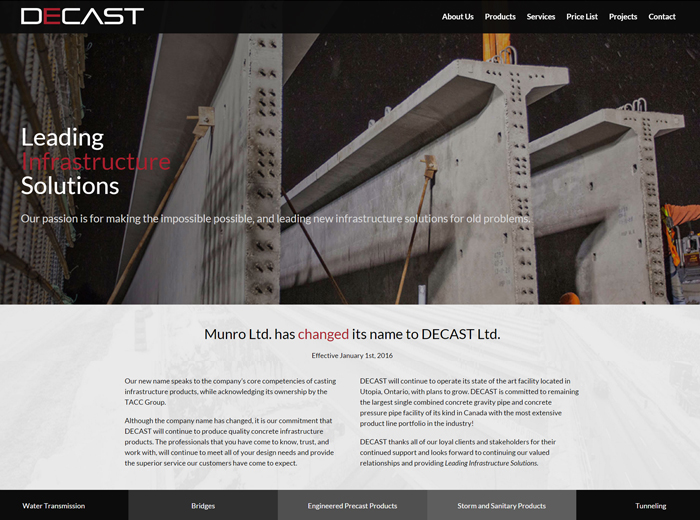 DECAST
About Us Products Services Price List Projects Contact
Leading
Infrastructure
Solutions
Our passion is for making the impossible possible, and leading new infrastructure solutions for old problems.
Munro Ltd. has changed its name to DECAST Ltd.
Effective January 1st, 2016
Our new name speaks to the company's core competencies of casting
infrastructure products, while acknowledging its ownership by the
TACC Group.
Although the company name has changed, it is our commitment that
DECAST will continue to produce quality concrete infrastructure
products. The professionals that you have come to know, trust, and
work with, will continue to meet all of your design needs and provide
the superior service our customers have come to expect.
DECAST will continue to operate its state of the art facility located in
Utopia, Ontario, with plans to grow. DECAST is committed to remaining
the largest single combined concrete gravity pipe and concrete
pressure pipe facility of its kind in Canada with the most extensive
product line portfolio in the industry!
DECAST thanks all of our loyal clients and stakeholders for their
continued support and looks forward to continuing our valued
relationships and providing Leading Infrastructure Solutions.
Water Transmission Bridges Engineered Precast Products Storm and Sanitary Products Tunneling